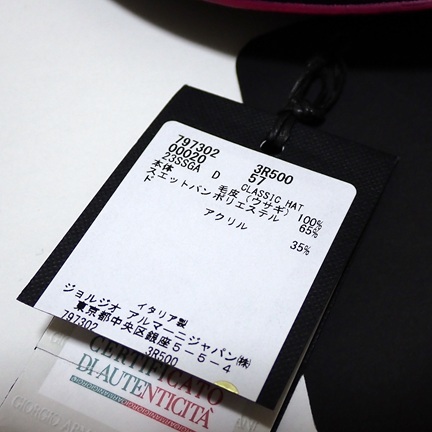 797302 3R500
00020 57
23SSGA D CLASSIC HAT
本体 毛皮（ウサギ） 100%
スエットバン ポリエステル 65%
ド アクリル 35%
イタリア製
ジョルジオ アルマーニジャパン㈱
東京都中央区銀座５－５－４
797302 3R500
CERTIFICATO
DI AUTENTICITÀ
GIORGIO